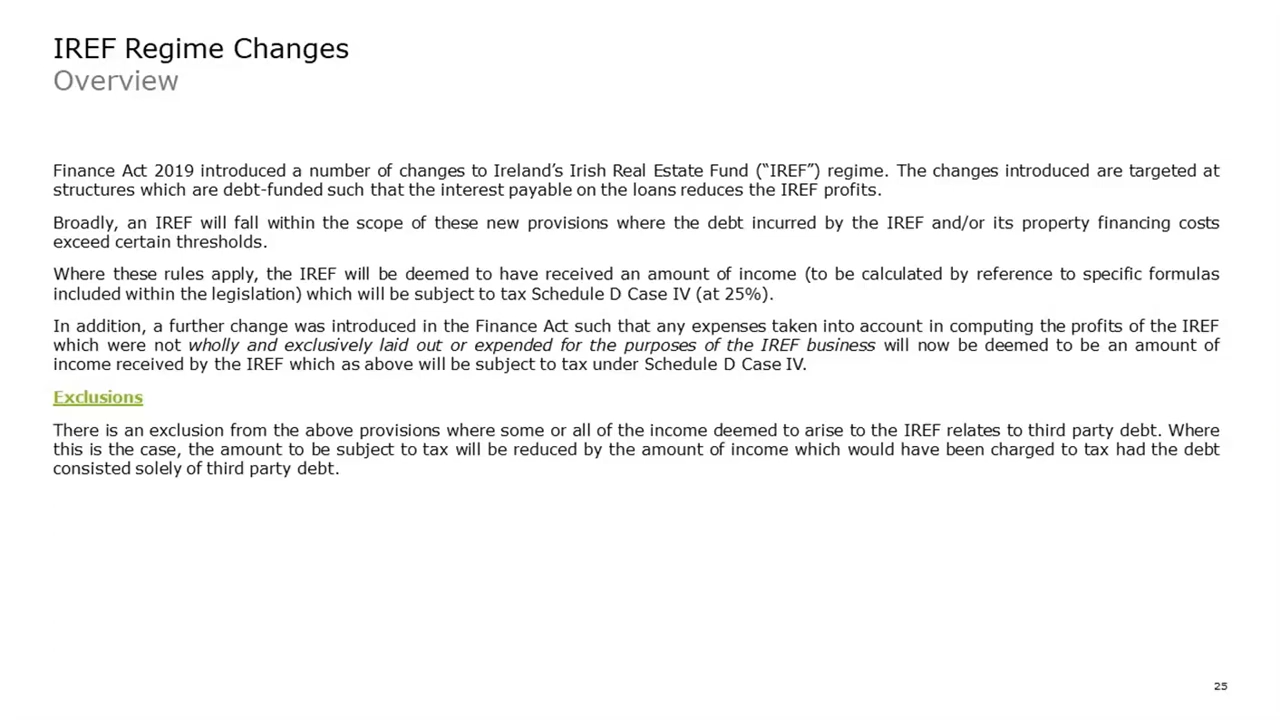 IREF Regime Changes
Overview
Finance Act 2019 introduced a number of changes to Ireland’s Irish Real Estate Fund (“IREF”) regime. The changes introduced are targeted at
structures which are debt-funded such that the interest payable on the loans reduces the IREF profits.
Broadly, an IREF will fall within the scope of these new provisions where the debt incurred by the IREF and/or its property financing costs
exceed certain thresholds.
Where these rules apply, the IREF will be deemed to have received an amount of income (to be calculated by reference to specific formulas
included within the legislation) which will be subject to tax Schedule D Case IV (at 25%).
In addition, a further change was introduced in the Finance Act such that any expenses taken into account in computing the profits of the IREF
which were not wholly and exclusively laid out or expended for the purposes of the IREF business will now be deemed to be an amount of
income received by the IREF which as above will be subject to tax under Schedule D Case IV.
Exclusions
There is an exclusion from the above provisions where some or all of the income deemed to arise to the IREF relates to third party debt. Where
this is the case, the amount to be subject to tax will be reduced by the amount of income which would have been charged to tax had the debt
consisted solely of third party debt.
25